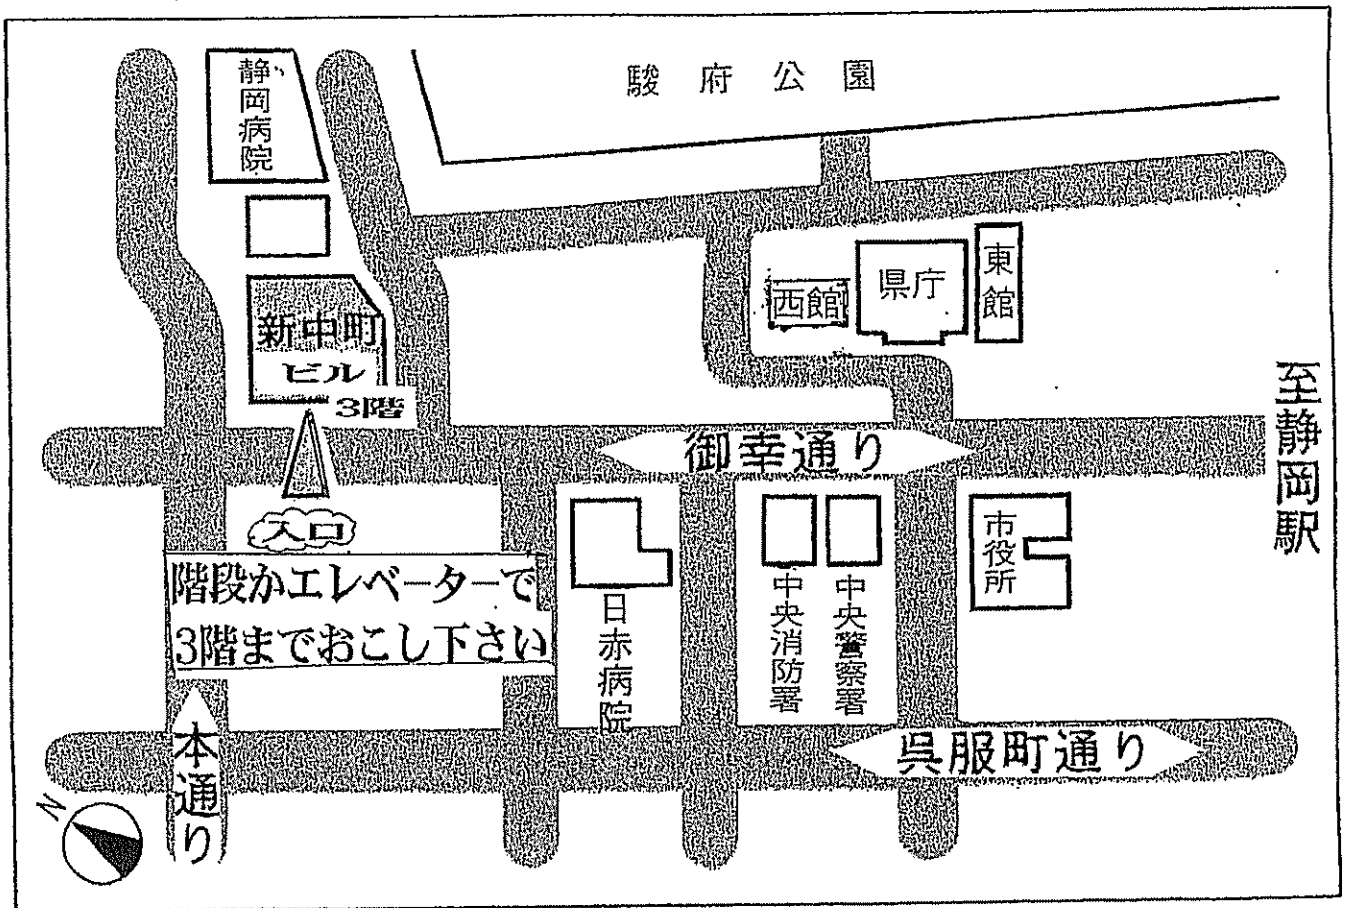 静岡病院
駿府公園
新中町
ビル
3階
西館
県庁
東館
至静岡駅
御幸通り
入口
階段かエレベーターで
3階までおこし下さい
日赤病院
中央消防署
中央警察署
市役所
本通り
呉服町通り
N